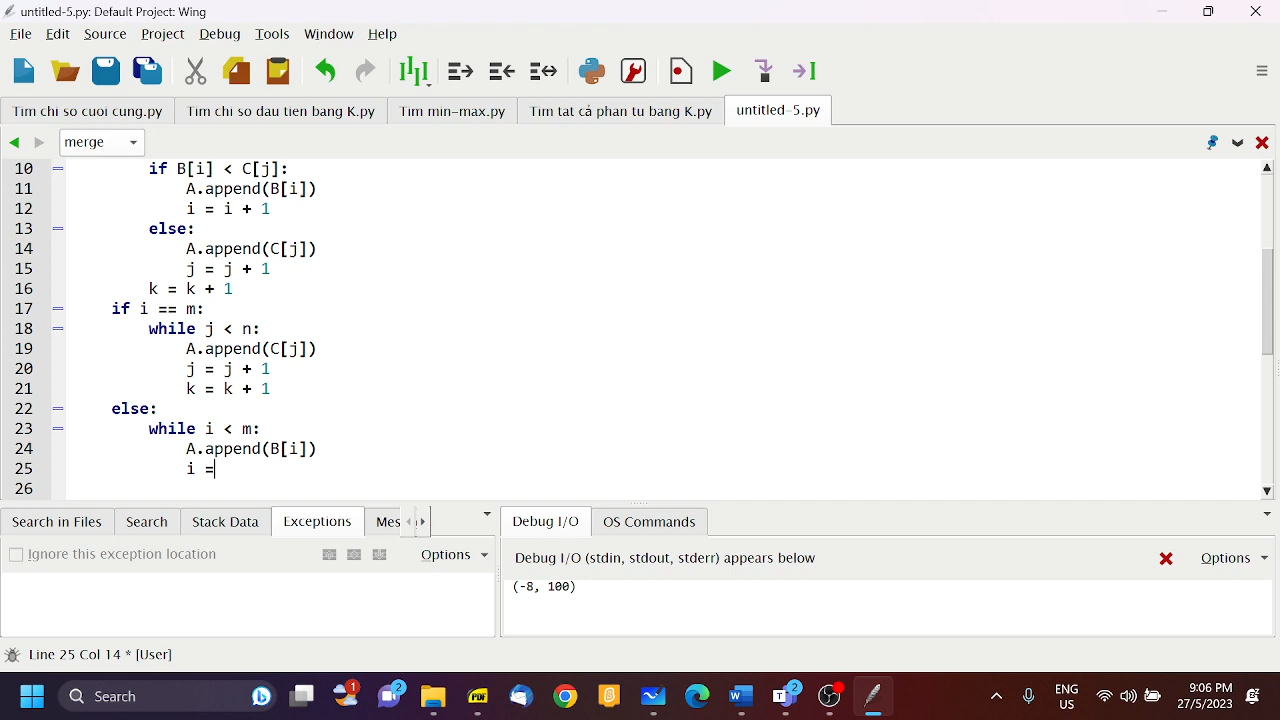 untitled-5.py: Default Project: Wing
File Edit Source Project Debug Tools Window Help
Tim chi so cuoi cung.py Tim chi so dau tien bang K.py Tim min-max.py Tim tat cả phan tu bang K.py untitled-5.py
merge
10 if B[i] < C[j]:
11 A.append(B[i])
12 i = i + 1
13 else:
14 A.append(C[j])
15 j = j + 1
16 k = k + 1
17 if i == m:
18 while j < n:
19 A.append(C[j])
20 j = j + 1
21 k = k + 1
22 else:
23 while i < m:
24 A.append(B[i])
25 i =
26
Search in Files Search Stack Data Exceptions Mes Debug I/O OS Commands
Ignore this exception location Options Debug I/O (stdin, stdout, stderr) appears below Options
(-8, 100)
Line 25 Col 14 * [User]
Search 1 2 PDF 2 ENG US 9:06 PM 27/5/2023